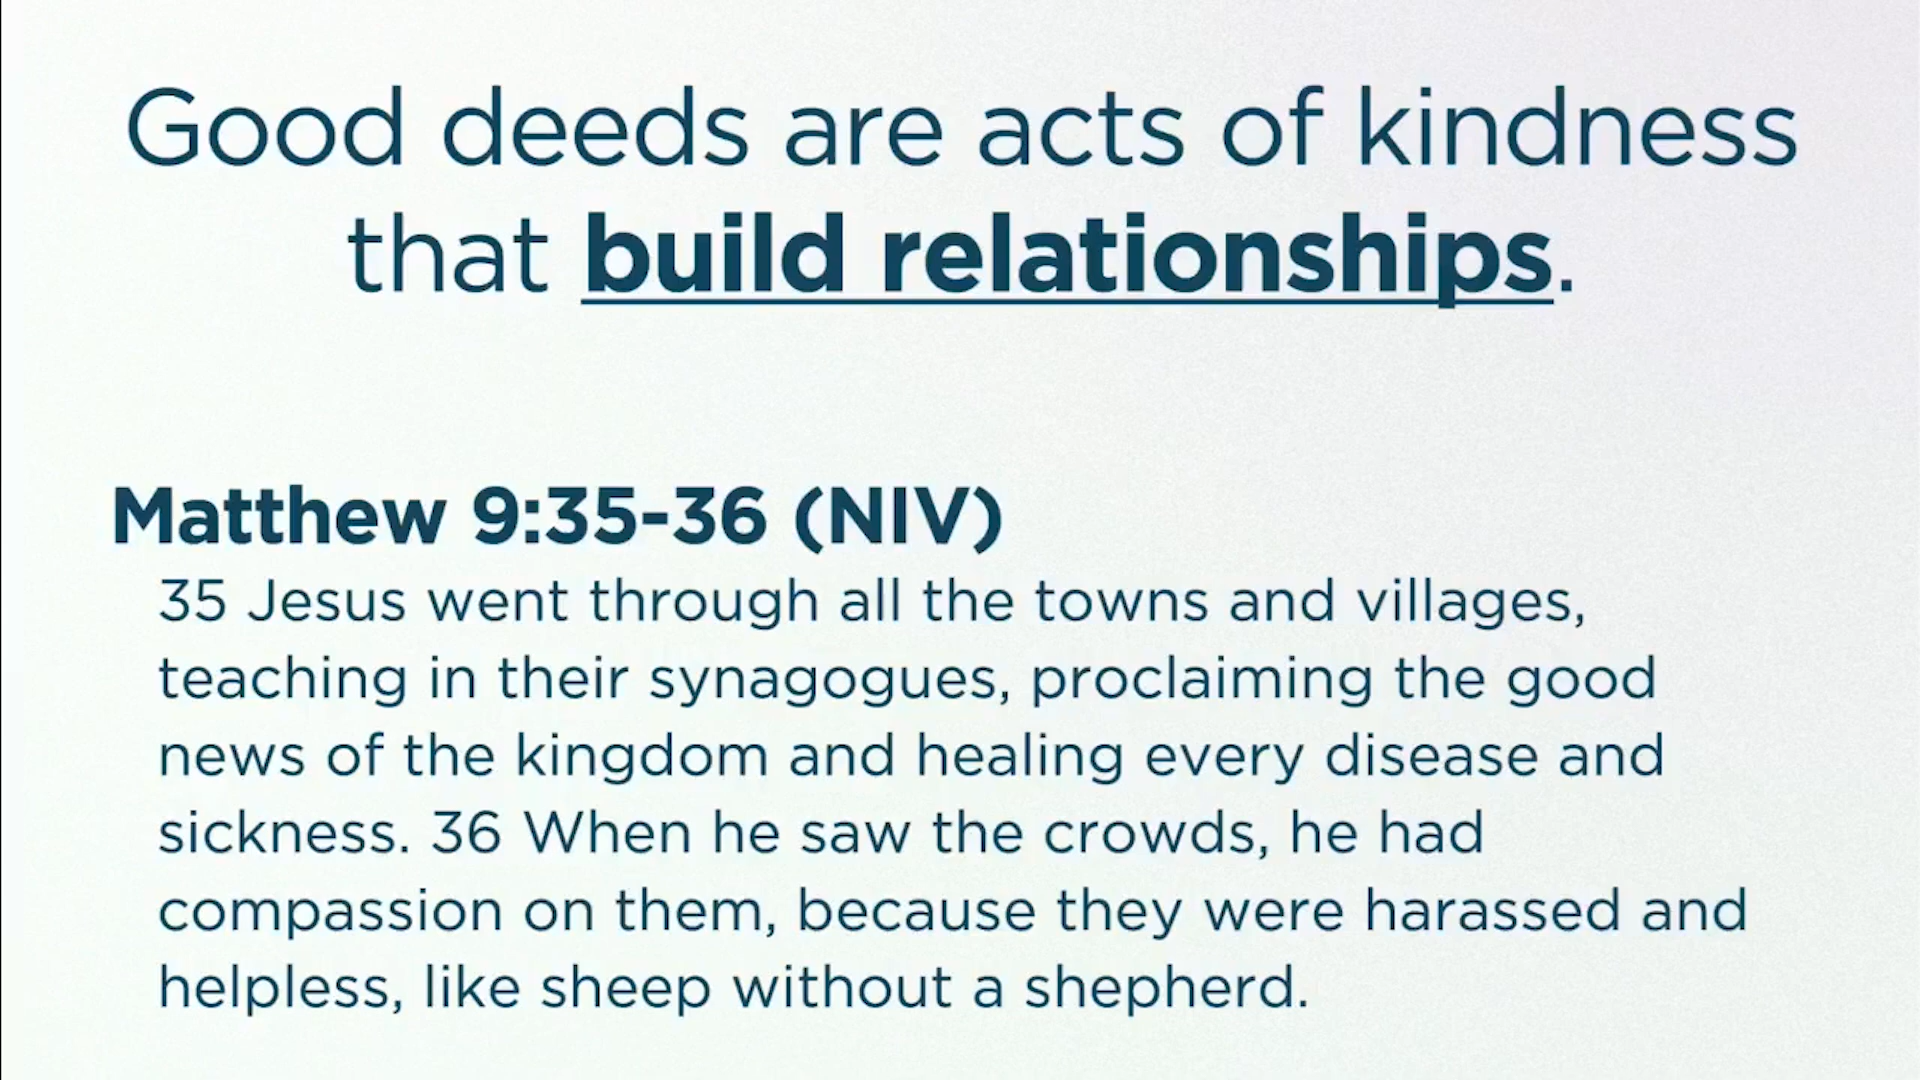 Good deeds are acts of kindness
that build relationships.
Matthew 9:35-36 (NIV)
35 Jesus went through all the towns and villages,
teaching in their synagogues, proclaiming the good
news of the kingdom and healing every disease and
sickness. 36 When he saw the crowds, he had
compassion on them, because they were harassed and
helpless, like sheep without a shepherd.